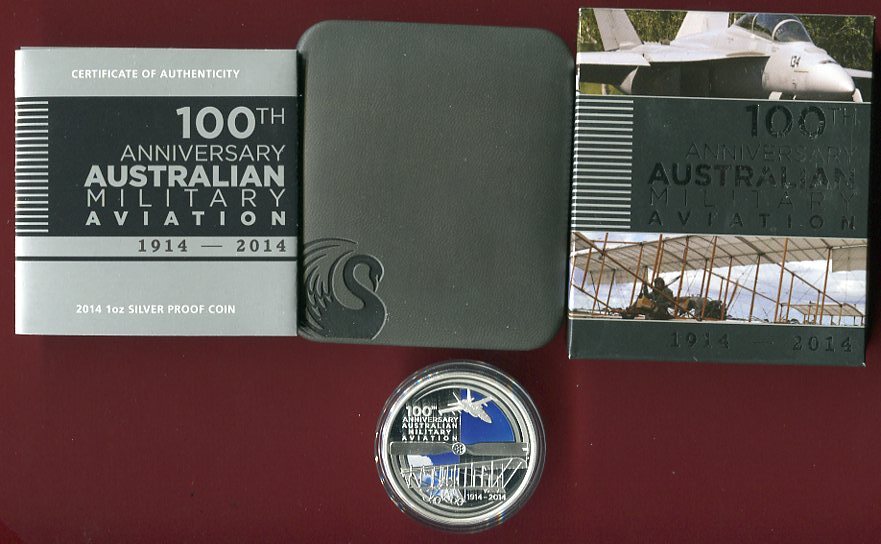 CERTIFICATE OF AUTHENTICITY
100TH
ANNIVERSARY
AUSTRALIAN
MILITARY
AVIATION
1914 — 2014
2014 1oz SILVER PROOF COIN
134
100TH
ANNIVERSARY
AUSTRALIAN
MILITARY
AVIATION
1914 — 2014
100TH
ANNIVERSARY
AUSTRALIAN
MILITARY
AVIATION
1914-2014